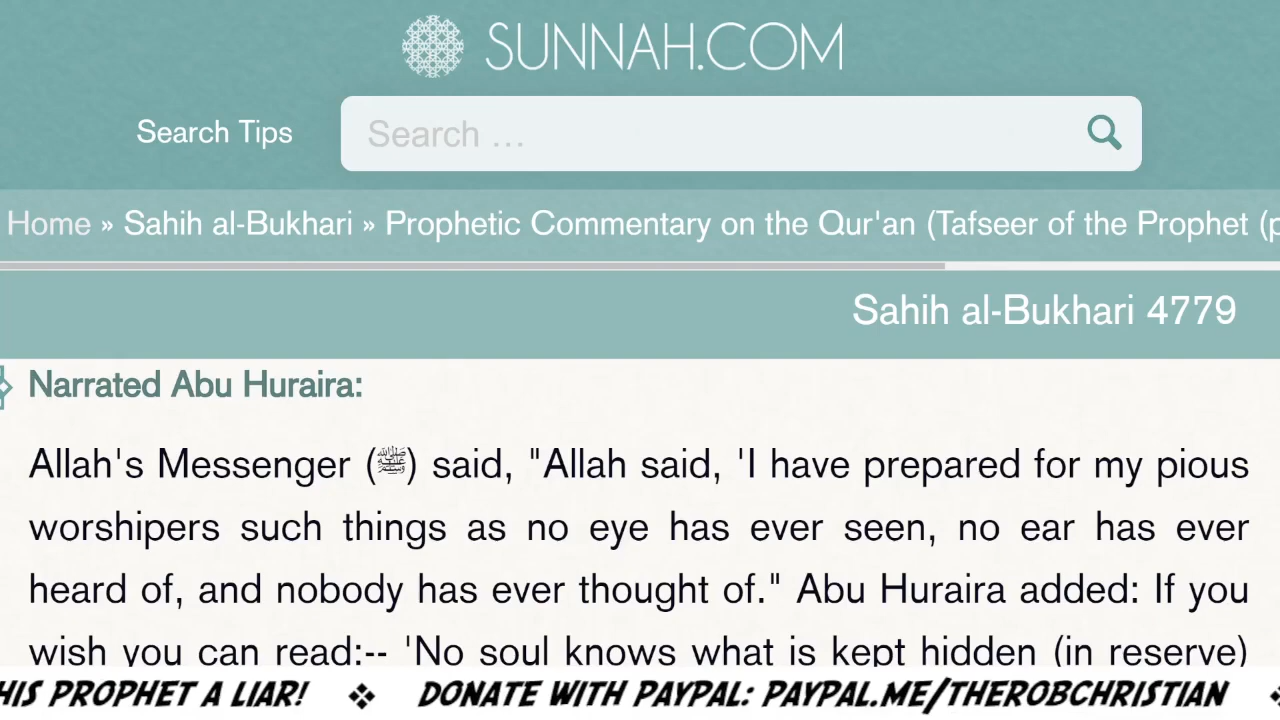 SUNNAH.COM
Search Tips
Search ...
Home » Sahih al-Bukhari » Prophetic Commentary on the Qur'an (Tafseer of the Prophet (p
Sahih al-Bukhari 4779
Narrated Abu Huraira:
Allah's Messenger (ﷺ) said, "Allah said, 'I have prepared for my pious
worshipers such things as no eye has ever seen, no ear has ever
heard of, and nobody has ever thought of." Abu Huraira added: If you
wish you can read:-- 'No soul knows what is kept hidden (in reserve)
HIS PROPHET A LIAR! ❖ DONATE WITH PAYPAL: PAYPAL.ME/THEROBCHRISTIAN